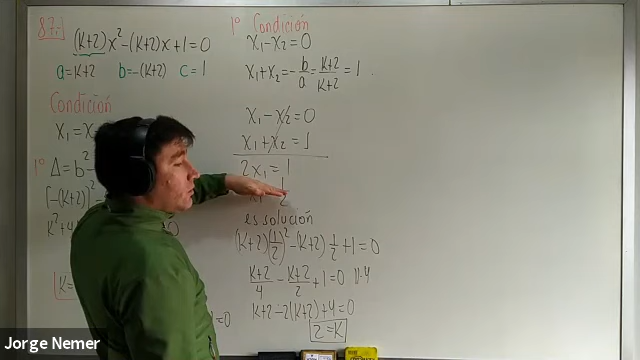 87.|
(k+2)x²-(k+2)x+1=0
a=k+2 b=-(k+2) c=1
Condición
x₁=x
1° Δ=b²
[-(k+2)]²-
k²+4
0
k=
=0
1° Condición
x₁-x₂=0
x₁+x₂=-b/a=(k+2)/(k+2)=1.
x₁-x₂=0
x₁+x₂=1
2x₁=1
es solución
(k+2)(1/2)²-(k+2)1/2+1=0
(k+2)/4-(k+2)/2+1=0 //·4
k+2-2(k+2)+4=0
2=k
Jorge Nemer